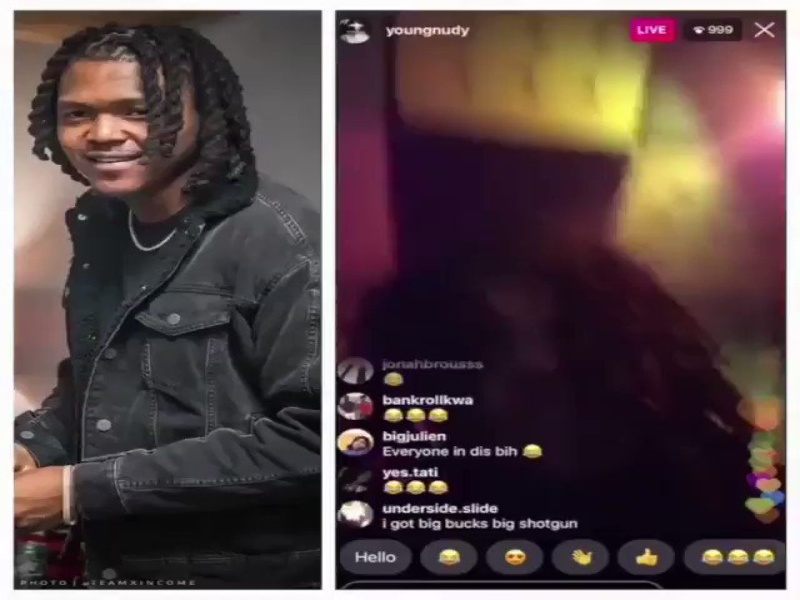 youngnudy
LIVE
999
jonahbrousss
😂
bankrollkwa
😂😂😂
bigjulien
Everyone in dis bih 😂
yes.tati
😂😂😂
underside.slide
i got big bucks big shotgun
Hello 😂 😍 👋 👍 😂😂😂
PHOTO | @TEAMXINCOME